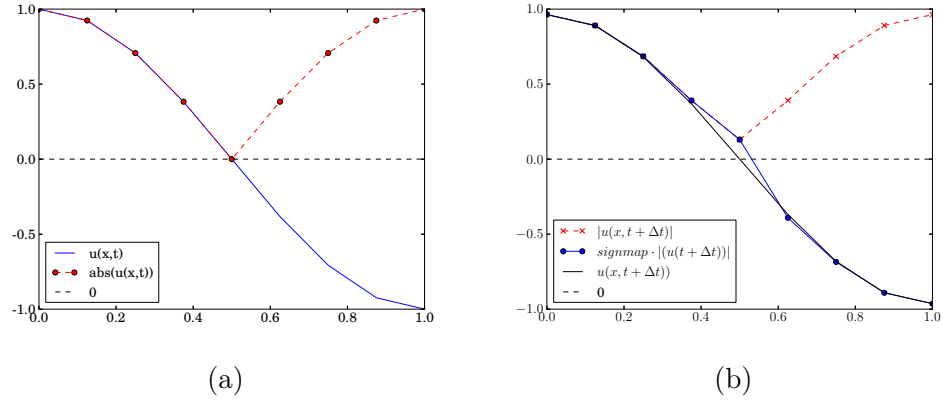 1.0
0.5
0.0
-0.5
-1.0
0.0 0.2 0.4 0.6 0.8 1.0
u(x,t)
abs(u(x,t))
0
(a)
1.0
0.5
0.0
−0.5
−1.0
0.0 0.2 0.4 0.6 0.8 1.0
|u(x, t + Δt)|
signmap · |(u(t + Δt))|
u(x, t + Δt))
0
(b)